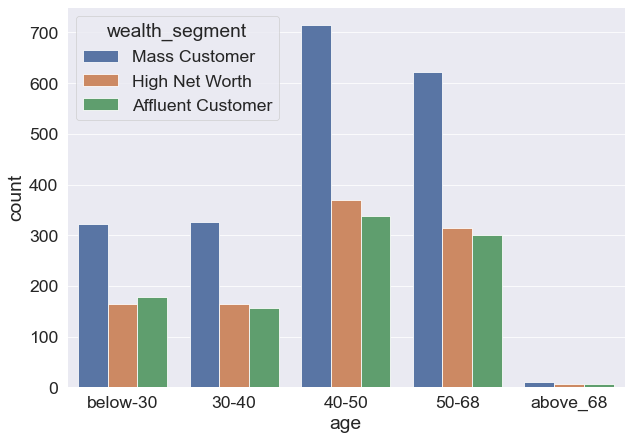 wealth_segment
Mass Customer
High Net Worth
Affluent Customer
700
600
500
400
300
200
100
0
count
below-30 30-40 40-50 50-68 above_68
age